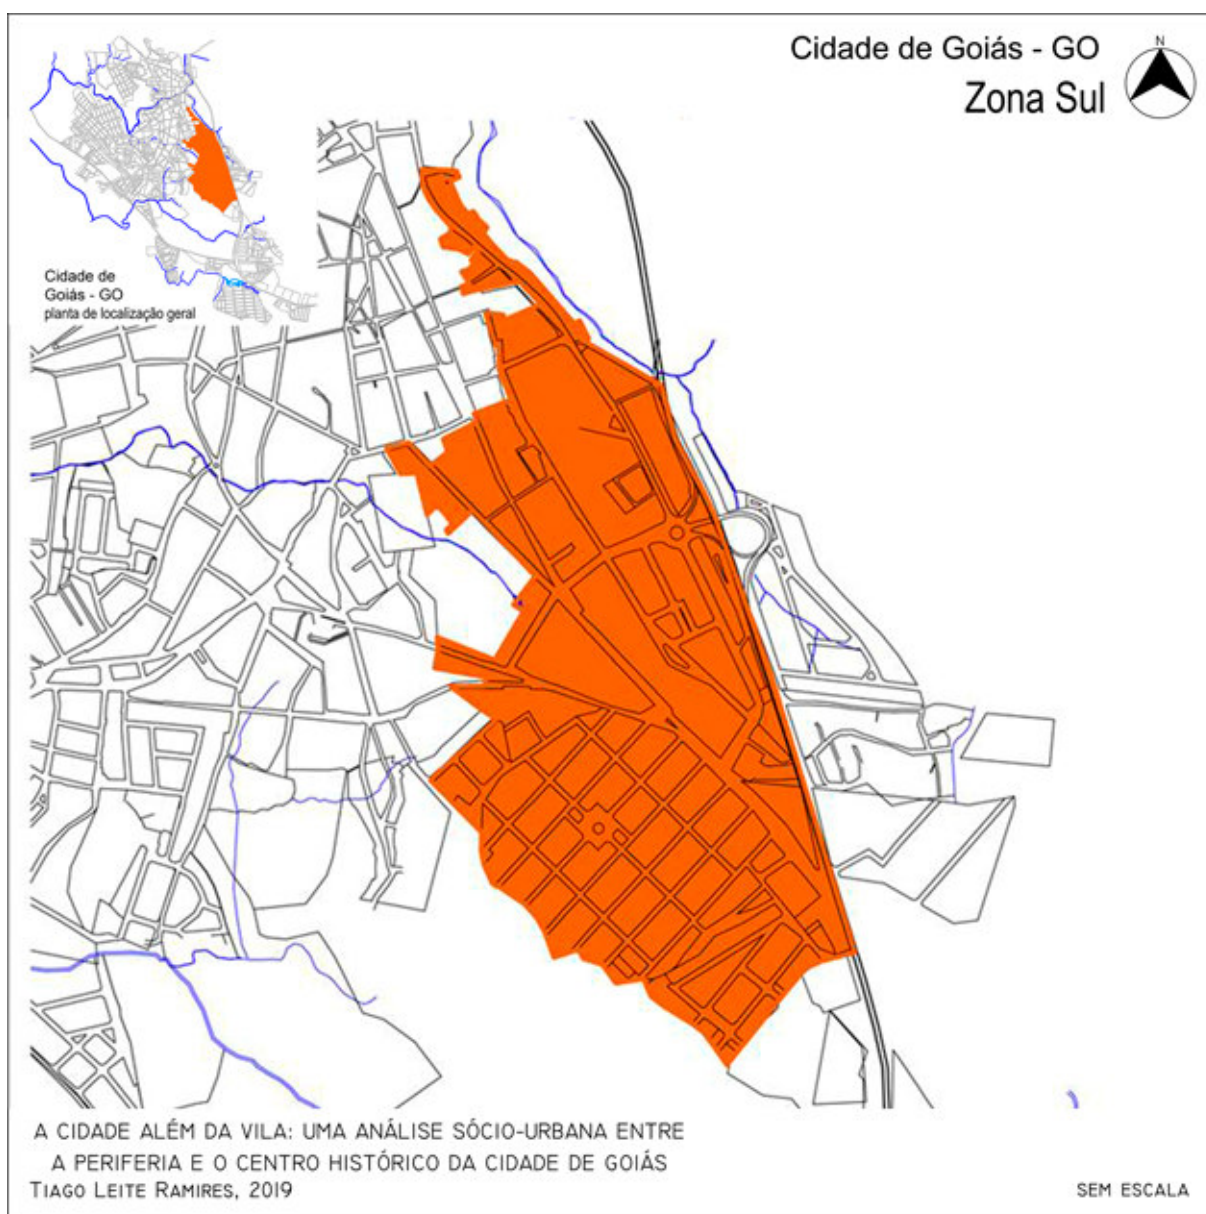 Cidade de Goiás - GO
Zona Sul
N
Cidade de
Goiás - GO
planta de localização geral
A CIDADE ALÉM DA VILA: UMA ANÁLISE SÓCIO-URBANA ENTRE
A PERIFERIA E O CENTRO HISTÓRICO DA CIDADE DE GOIÁS
TIAGO LEITE RAMIRES, 2019
SEM ESCALA